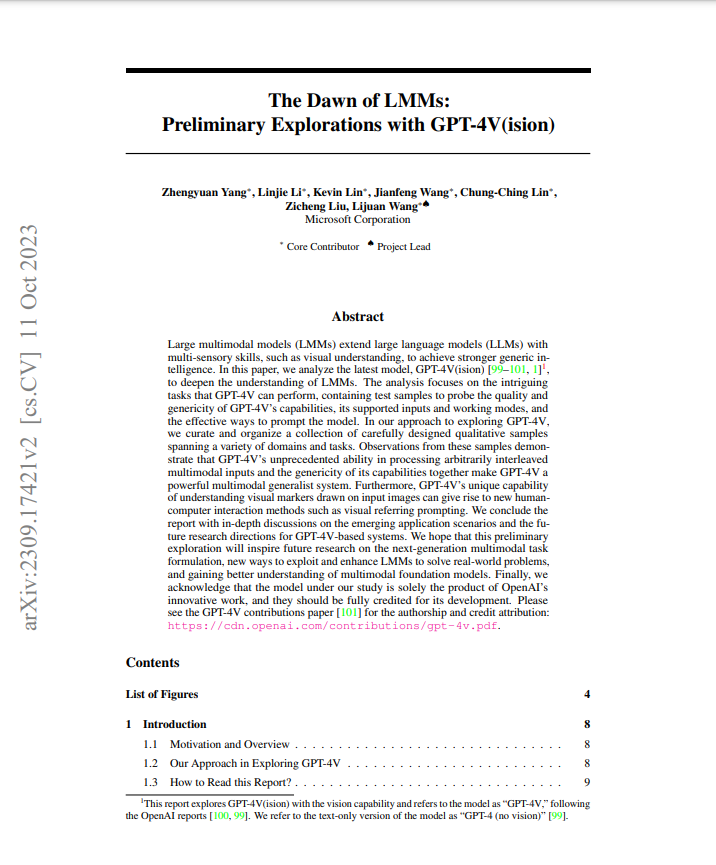 The Dawn of LMMs:
Preliminary Explorations with GPT-4V(ision)
Zhengyuan Yang*, Linjie Li*, Kevin Lin*, Jianfeng Wang*, Chung-Ching Lin*,
Zicheng Liu, Lijuan Wang*♠
Microsoft Corporation
* Core Contributor ♠ Project Lead
arXiv:2309.17421v2 [cs.CV] 11 Oct 2023
Abstract
Large multimodal models (LMMs) extend large language models (LLMs) with
multi-sensory skills, such as visual understanding, to achieve stronger generic in-
telligence. In this paper, we analyze the latest model, GPT-4V(ision) [99–101, 1]¹,
to deepen the understanding of LMMs. The analysis focuses on the intriguing
tasks that GPT-4V can perform, containing test samples to probe the quality and
genericity of GPT-4V's capabilities, its supported inputs and working modes, and
the effective ways to prompt the model. In our approach to exploring GPT-4V,
we curate and organize a collection of carefully designed qualitative samples
spanning a variety of domains and tasks. Observations from these samples demon-
strate that GPT-4V's unprecedented ability in processing arbitrarily interleaved
multimodal inputs and the genericity of its capabilities together make GPT-4V a
powerful multimodal generalist system. Furthermore, GPT-4V's unique capability
of understanding visual markers drawn on input images can give rise to new human-
computer interaction methods such as visual referring prompting. We conclude the
report with in-depth discussions on the emerging application scenarios and the fu-
ture research directions for GPT-4V-based systems. We hope that this preliminary
exploration will inspire future research on the next-generation multimodal task
formulation, new ways to exploit and enhance LMMs to solve real-world problems,
and gaining better understanding of multimodal foundation models. Finally, we
acknowledge that the model under our study is solely the product of OpenAI's
innovative work, and they should be fully credited for its development. Please
see the GPT-4V contributions paper [101] for the authorship and credit attribution:
https://cdn.openai.com/contributions/gpt-4v.pdf.
Contents
List of Figures 4
1 Introduction 8
1.1 Motivation and Overview . . . . . . . . . . . . . . . . . . . . . . . . . . . . . 8
1.2 Our Approach in Exploring GPT-4V . . . . . . . . . . . . . . . . . . . . . . . . 8
1.3 How to Read this Report? . . . . . . . . . . . . . . . . . . . . . . . . . . . . . 9
¹This report explores GPT-4V(ision) with the vision capability and refers to the model as “GPT-4V,” following
the OpenAI reports [100, 99]. We refer to the text-only version of the model as “GPT-4 (no vision)” [99].